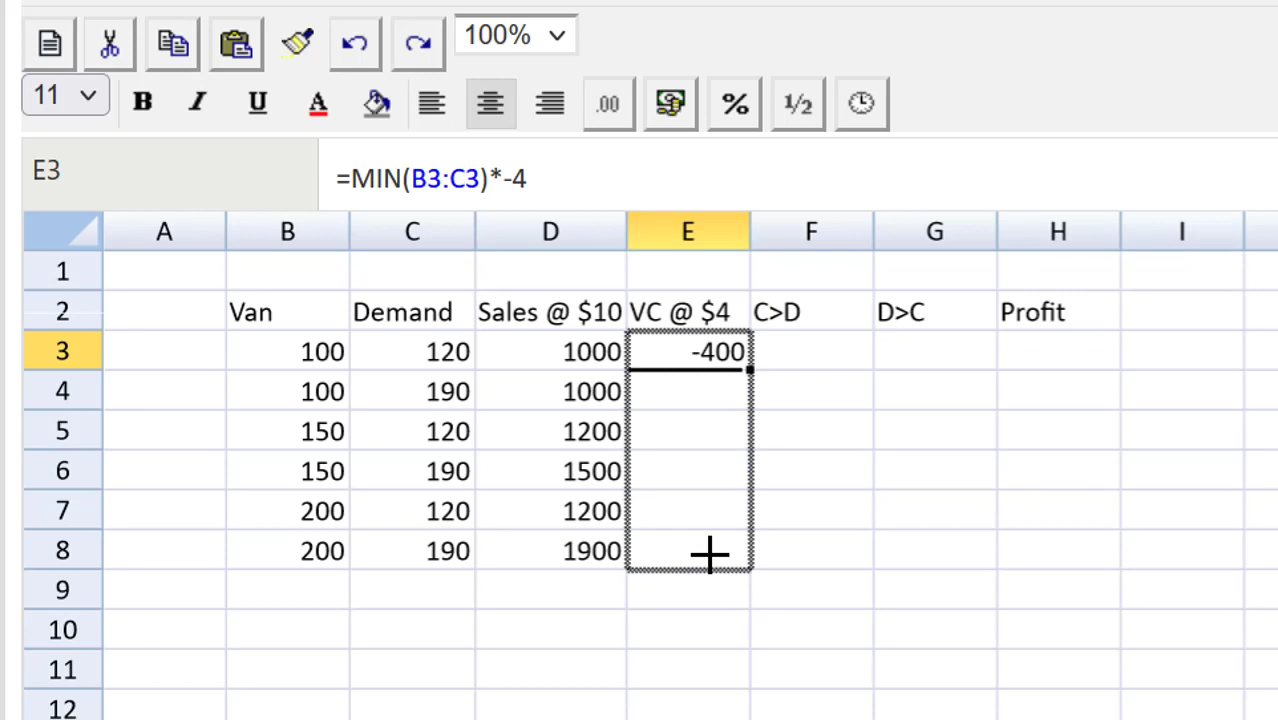 100%
11 B I U A .00 % 1/2
E3 =MIN(B3:C3)*-4
A B C D E F G H I
1
2 Van Demand Sales @ $10 VC @ $4 C>D D>C Profit
3 100 120 1000 -400
4 100 190 1000
5 150 120 1200
6 150 190 1500
7 200 120 1200
8 200 190 1900
9
10
11
12